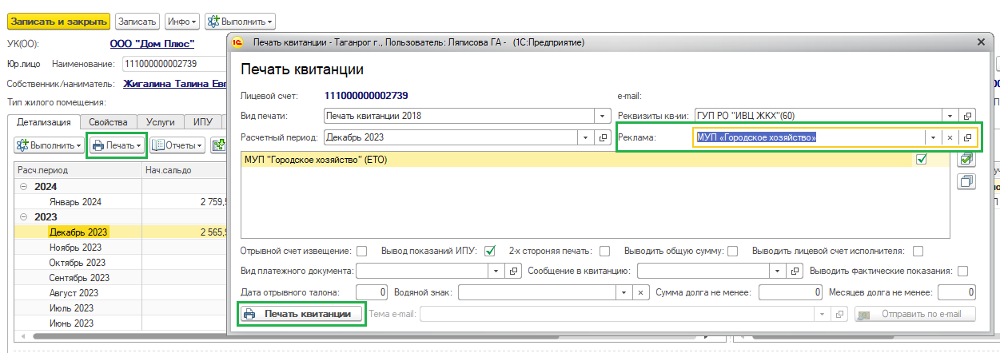 Записать и закрыть Записать Инфо Выполнить
УК(ОО): ООО "Дом Плюс"
Юр.лицо Наименование: 111000000002739
Собственник/наниматель: Жигалина Талина Евг
Тип жилого помещения:
Детализация Свойства Услуги ИПУ
Выполнить Печать Отчеты
Расч.период Нач.сальдо
2024
Январь 2024 2 759,5
2023
Декабрь 2023 2 565,9
Ноябрь 2023
Октябрь 2023
Сентябрь 2023
Август 2023
Июль 2023
Июнь 2023
Печать квитанции - Таганрог г., Пользователь: Ляписова ГА - (1С:Предприятие)
Печать квитанции
Лицевой счет: 111000000002739 e-mail:
Вид печати: Печать квитанции 2018 Реквизиты кв-ии: ГУП РО "ИВЦ ЖКХ"(60)
Расчетный период: Декабрь 2023 Реклама: МУП «Городское хозяйство»
МУП "Городское хозяйство" (ЕТО)
Отрывной счет извещение: Вывод показаний ИПУ: 2-х стороняя печать: Выводить общую сумму: Выводить лицевой счет исполнителя:
Вид платежного документа: Сообщение в квитанцию: Выводить фактические показания:
Дата отрывного талона: 0 Водяной знак: Сумма долга не менее: 0 Месяцев долга не менее: 0
Печать квитанции Тема e-mail: Отправить по e-mail